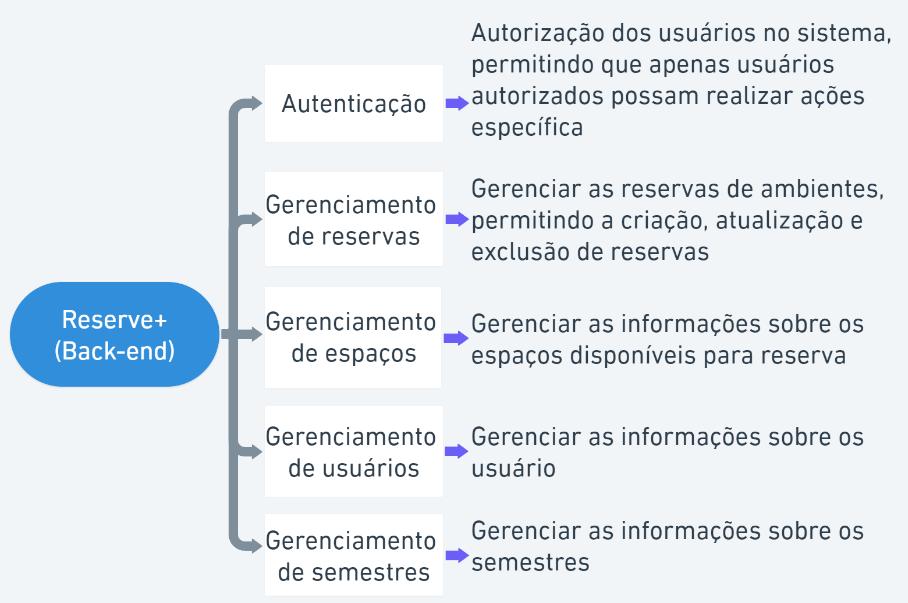 Reserve+
(Back-end)
Autenticação
Autorização dos usuários no sistema,
permitindo que apenas usuários
autorizados possam realizar ações
específica
Gerenciamento
de reservas
Gerenciar as reservas de ambientes,
permitindo a criação, atualização e
exclusão de reservas
Gerenciamento
de espaços
Gerenciar as informações sobre os
espaços disponíveis para reserva
Gerenciamento
de usuários
Gerenciar as informações sobre os
usuário
Gerenciamento
de semestres
Gerenciar as informações sobre os
semestres